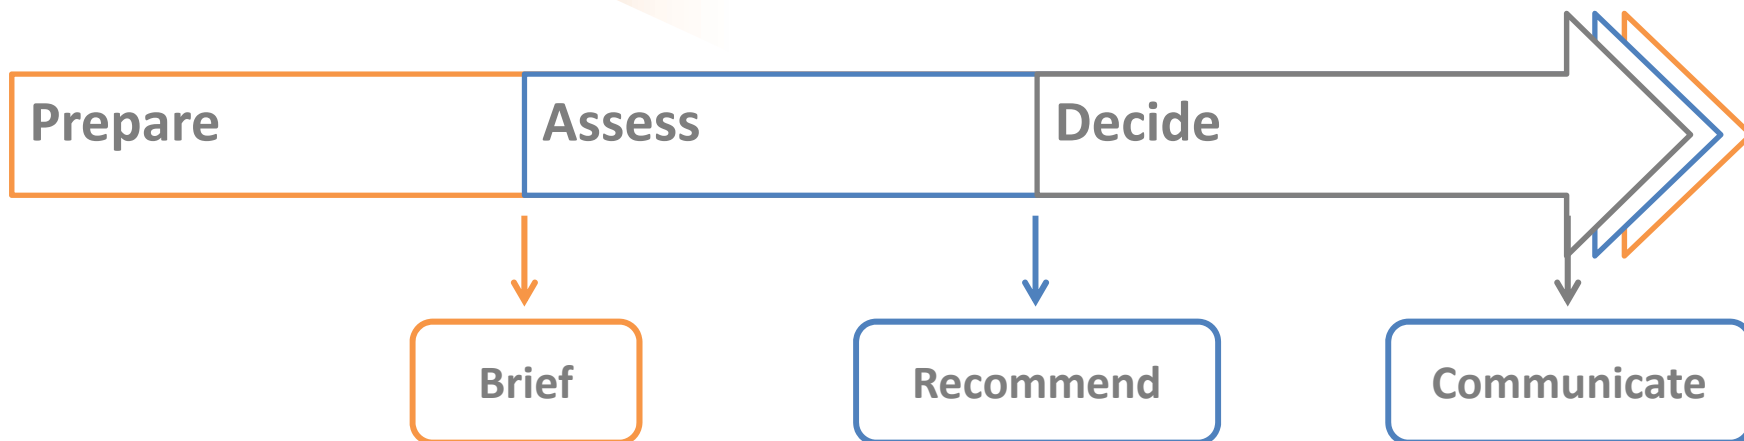 Prepare
Assess
Decide
Brief
Recommend
Communicate